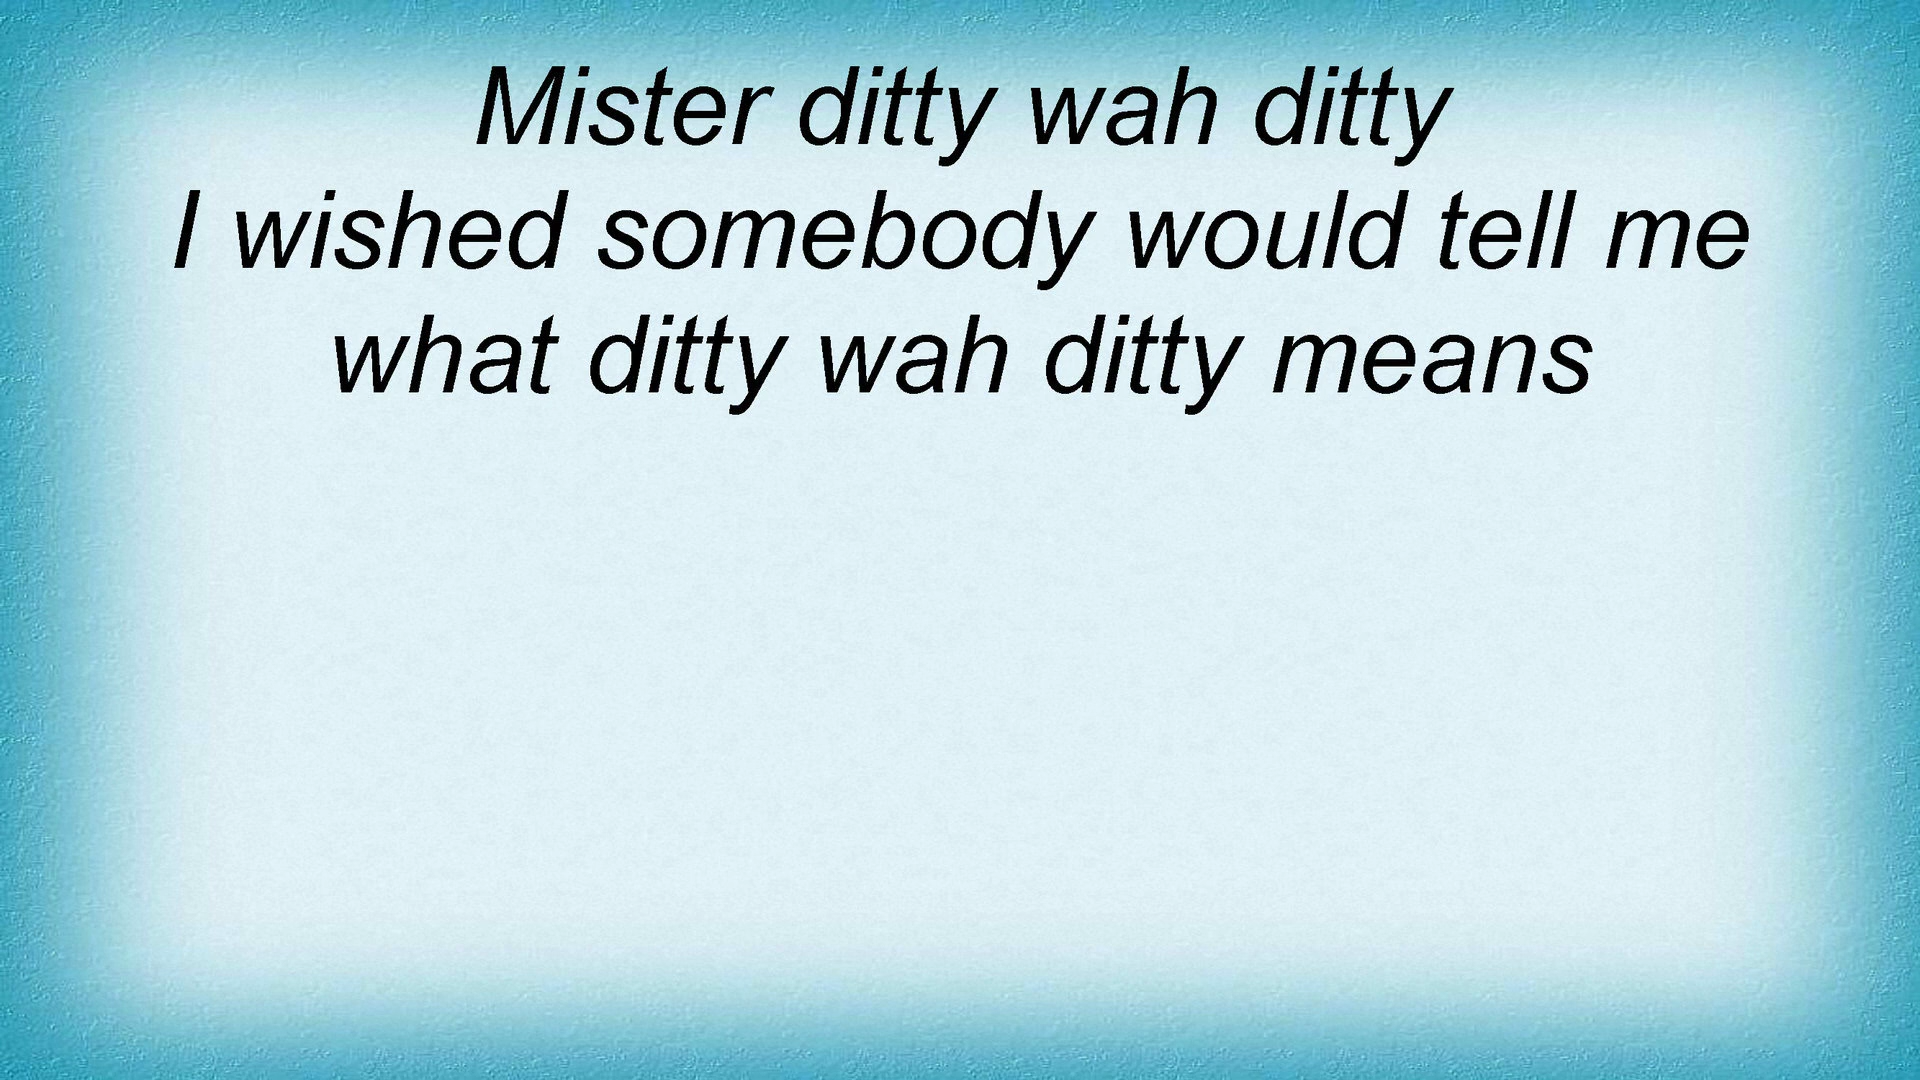 Mister ditty wah ditty
I wished somebody would tell me
what ditty wah ditty means